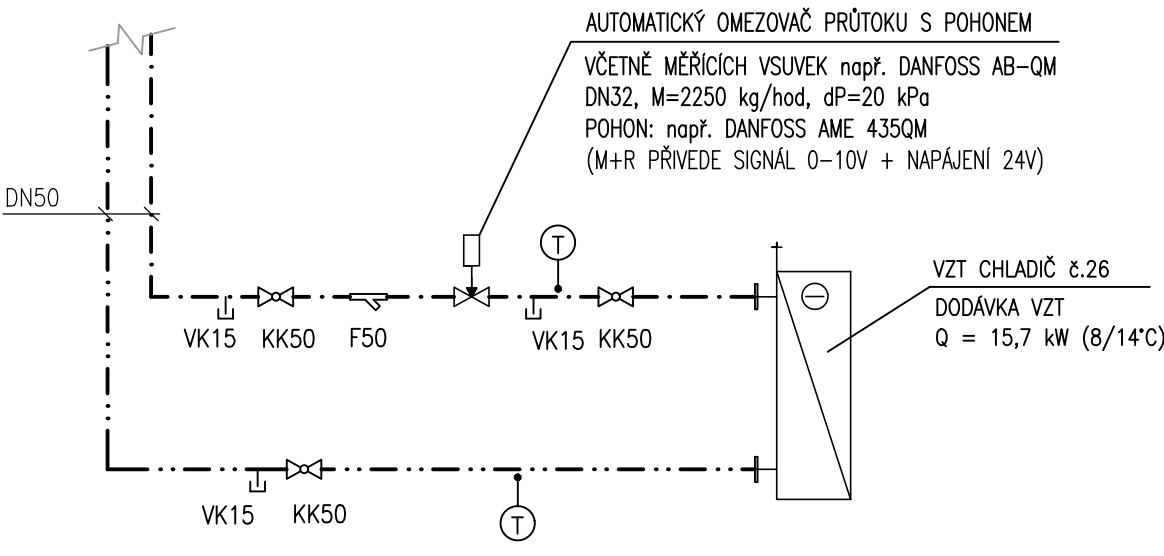 AUTOMATICKÝ OMEZOVAČ PRŮTOKU S POHONEM
VČETNĚ MĚŘÍCÍCH VSUVEK např. DANFOSS AB-QM
DN32, M=2250 kg/hod, dP=20 kPa
POHON: např. DANFOSS AME 435QM
(M+R PŘIVEDE SIGNÁL 0-10V + NAPÁJENÍ 24V)
DN50
T
VZT CHLADIČ č.26
DODÁVKA VZT
Q = 15,7 kW (8/14°C)
VK15 KK50 F50 VK15 KK50
VK15 KK50
T